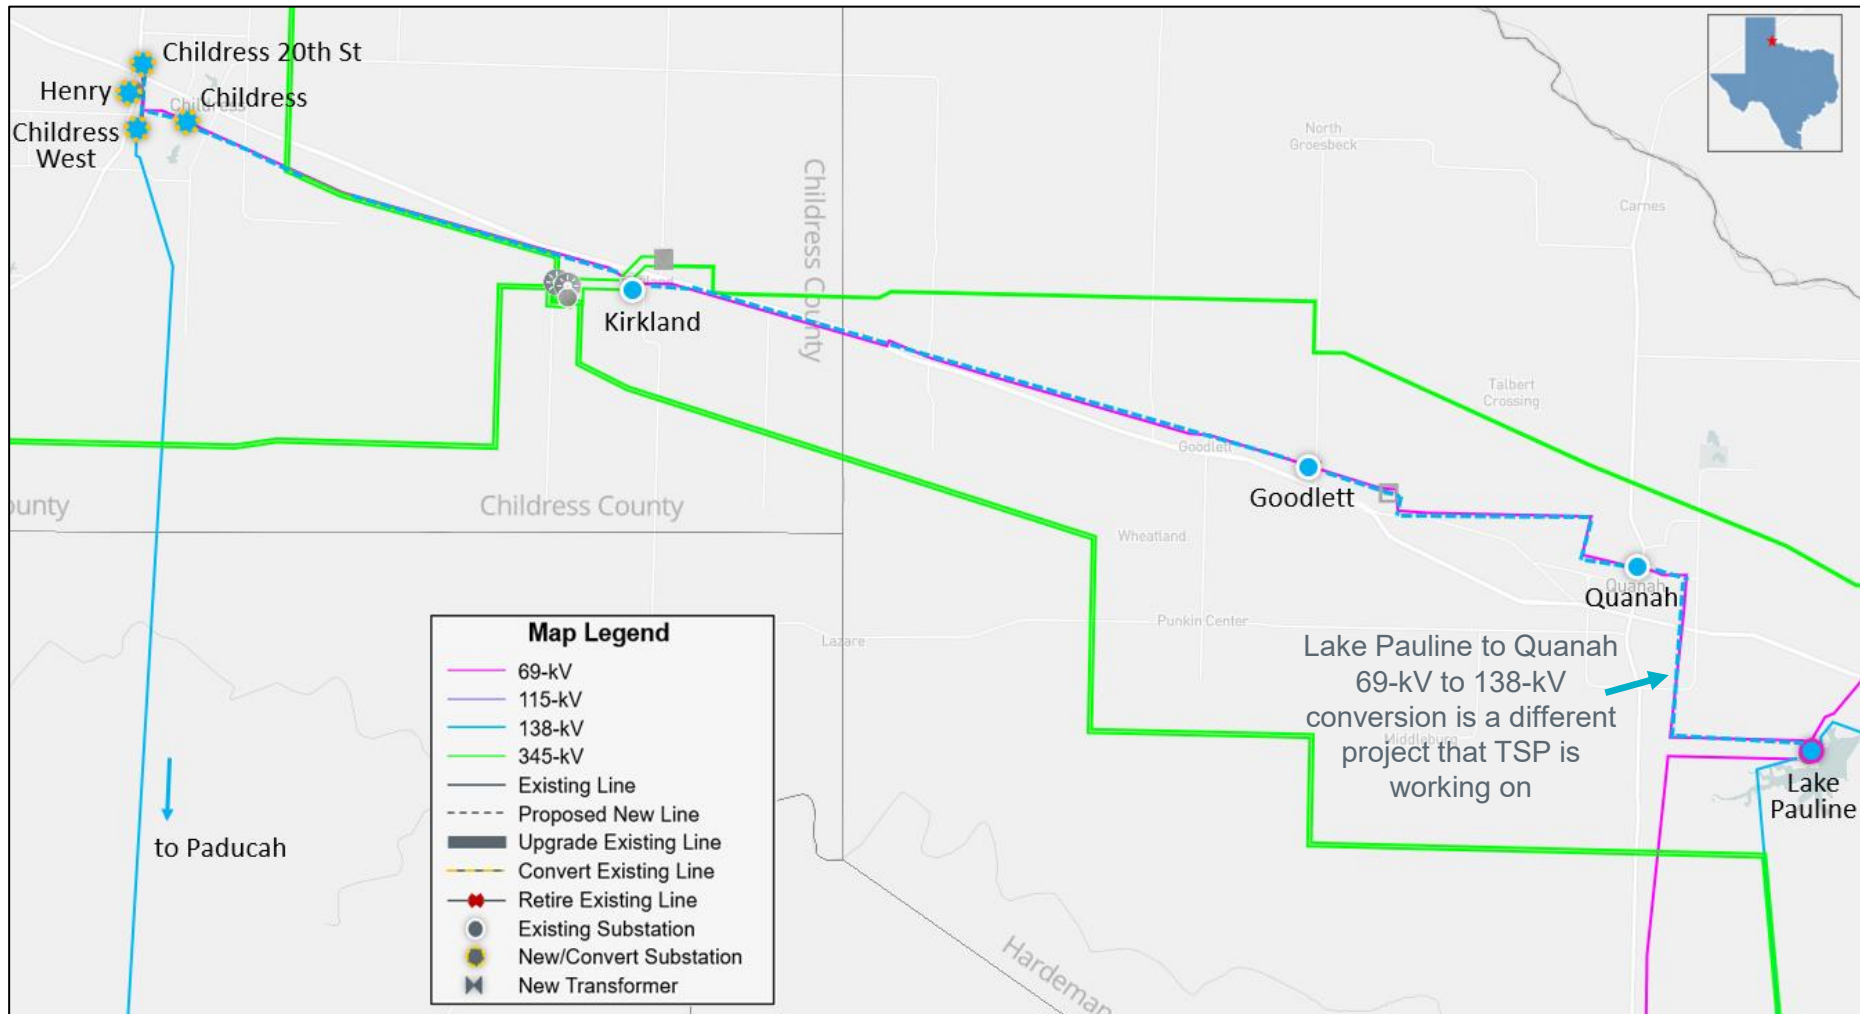 Childress 20th St
Henry
Childress
Childress
Childress
West
North
Groesbeck
Carnes
Childress County
Kirkland
Talbert
Crossing
Goodlett
Goodlett
ounty
Childress County
Wheatland
Quanah
Quanah
Punkin Center
Lazare
Lake Pauline to Quanah
69-kV to 138-kV
conversion is a different
project that TSP is
working on
Middleburg
Lake
Pauline
to Paducah
Map Legend
69-kV
115-kV
138-kV
345-kV
Existing Line
Proposed New Line
Upgrade Existing Line
Convert Existing Line
Retire Existing Line
Existing Substation
New/Convert Substation
New Transformer
Hardeman